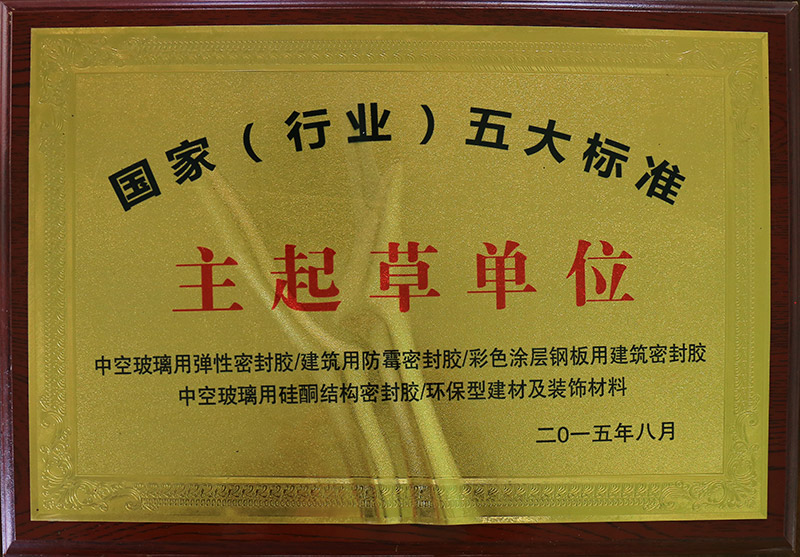 国家（行业）五大标准
主起草单位
中空玻璃用弹性密封胶/建筑用防霉密封胶/彩色涂层钢板用建筑密封胶
中空玻璃用硅酮结构密封胶/环保型建材及装饰材料
二0一五年八月